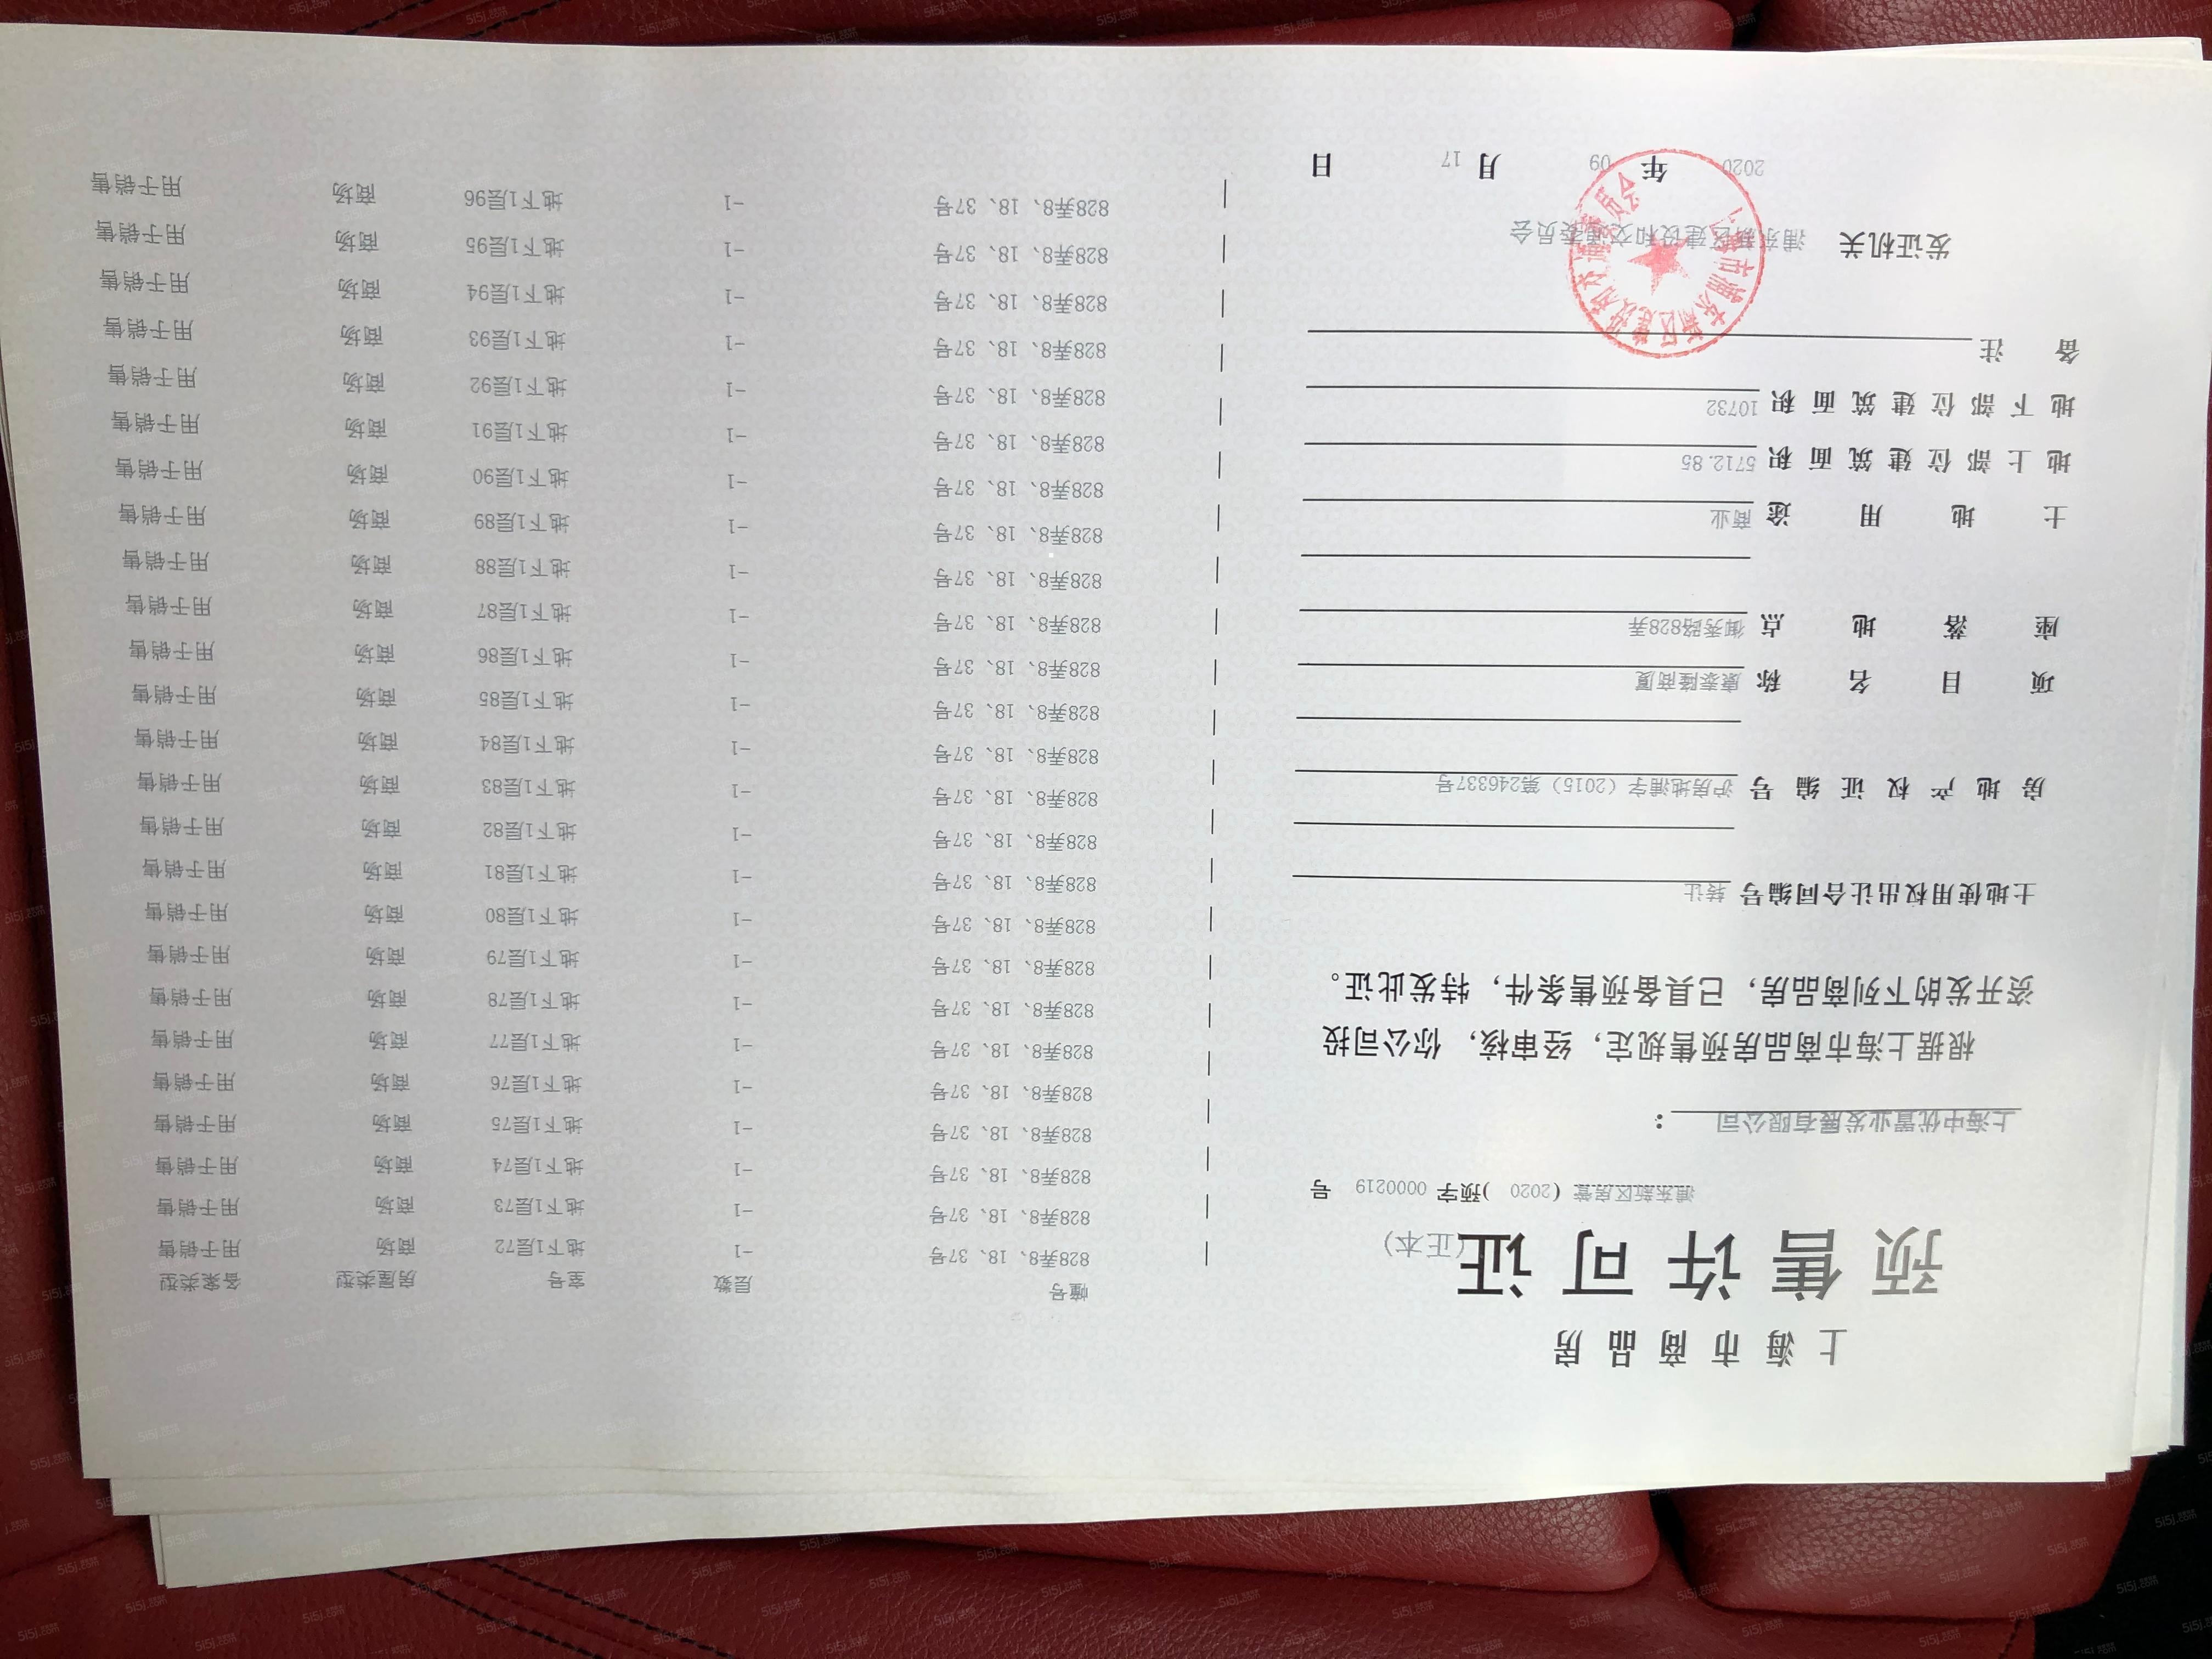 上海市商品房
预售许可证(正本)
浦东新区房管(2020)预字0000219号
上海中优置业发展有限公司:
根据上海市商品房预售规定,经审核,你公司投
资开发的下列商品房,已具备预售条件,特发此证。
土地使用权出让合同编号 转让
房地产权证编号 沪房地浦字(2015)第246337号
项目名称 康泰隆商厦
座落地点 御秀路828弄
土地用途 商业
地上部位建筑面积 5712.85
地下部位建筑面积 10732
备注
发证机关 浦东新区建设和交通委员会
2020年09月17日
幢号 层数 室号 房屋类型 备案类型
828弄8、18、37号 -1 地下1层72 商场 用于销售
828弄8、18、37号 -1 地下1层73 商场 用于销售
828弄8、18、37号 -1 地下1层74 商场 用于销售
828弄8、18、37号 -1 地下1层75 商场 用于销售
828弄8、18、37号 -1 地下1层76 商场 用于销售
828弄8、18、37号 -1 地下1层77 商场 用于销售
828弄8、18、37号 -1 地下1层78 商场 用于销售
828弄8、18、37号 -1 地下1层79 商场 用于销售
828弄8、18、37号 -1 地下1层80 商场 用于销售
828弄8、18、37号 -1 地下1层81 商场 用于销售
828弄8、18、37号 -1 地下1层82 商场 用于销售
828弄8、18、37号 -1 地下1层83 商场 用于销售
828弄8、18、37号 -1 地下1层84 商场 用于销售
828弄8、18、37号 -1 地下1层85 商场 用于销售
828弄8、18、37号 -1 地下1层86 商场 用于销售
828弄8、18、37号 -1 地下1层87 商场 用于销售
828弄8、18、37号 -1 地下1层88 商场 用于销售
828弄8、18、37号 -1 地下1层89 商场 用于销售
828弄8、18、37号 -1 地下1层90 商场 用于销售
828弄8、18、37号 -1 地下1层91 商场 用于销售
828弄8、18、37号 -1 地下1层92 商场 用于销售
828弄8、18、37号 -1 地下1层93 商场 用于销售
828弄8、18、37号 -1 地下1层94 商场 用于销售
828弄8、18、37号 -1 地下1层95 商场 用于销售
828弄8、18、37号 -1 地下1层96 商场 用于销售